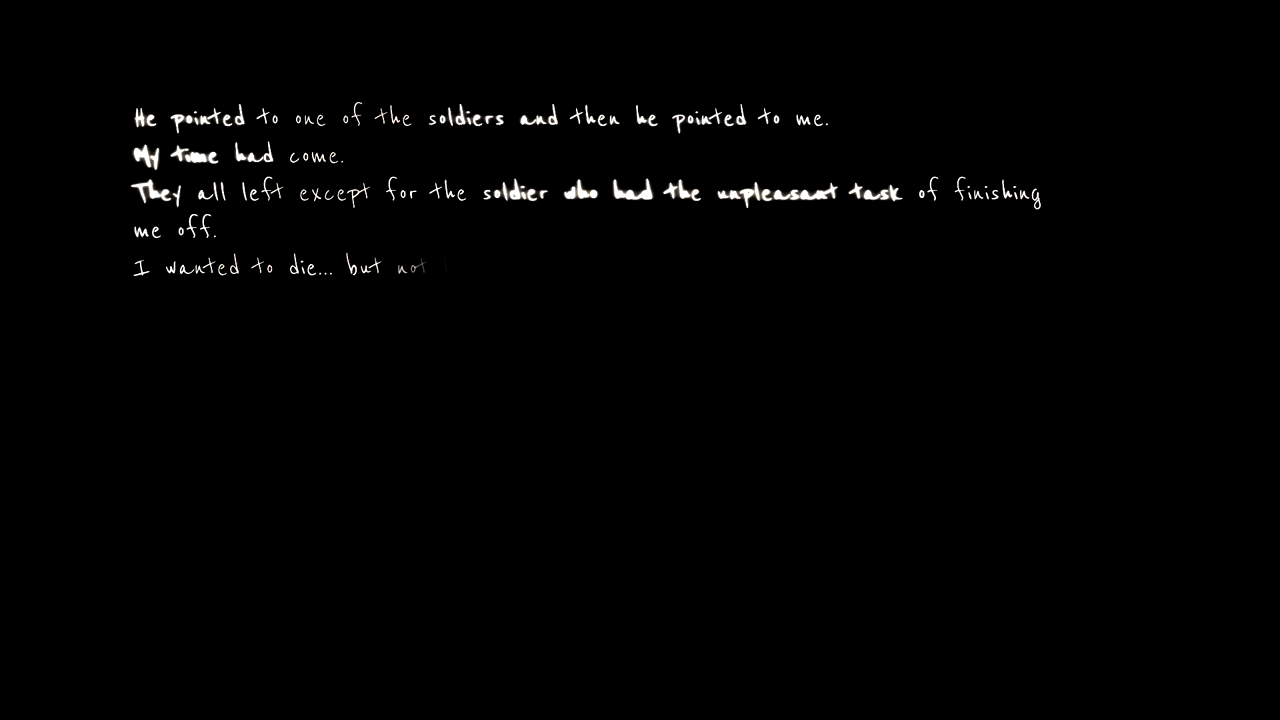 He pointed to one of the soldiers and then he pointed to me.
My time had come.
They all left except for the soldier who had the unpleasant task of finishing
me off.
I wanted to die... but not